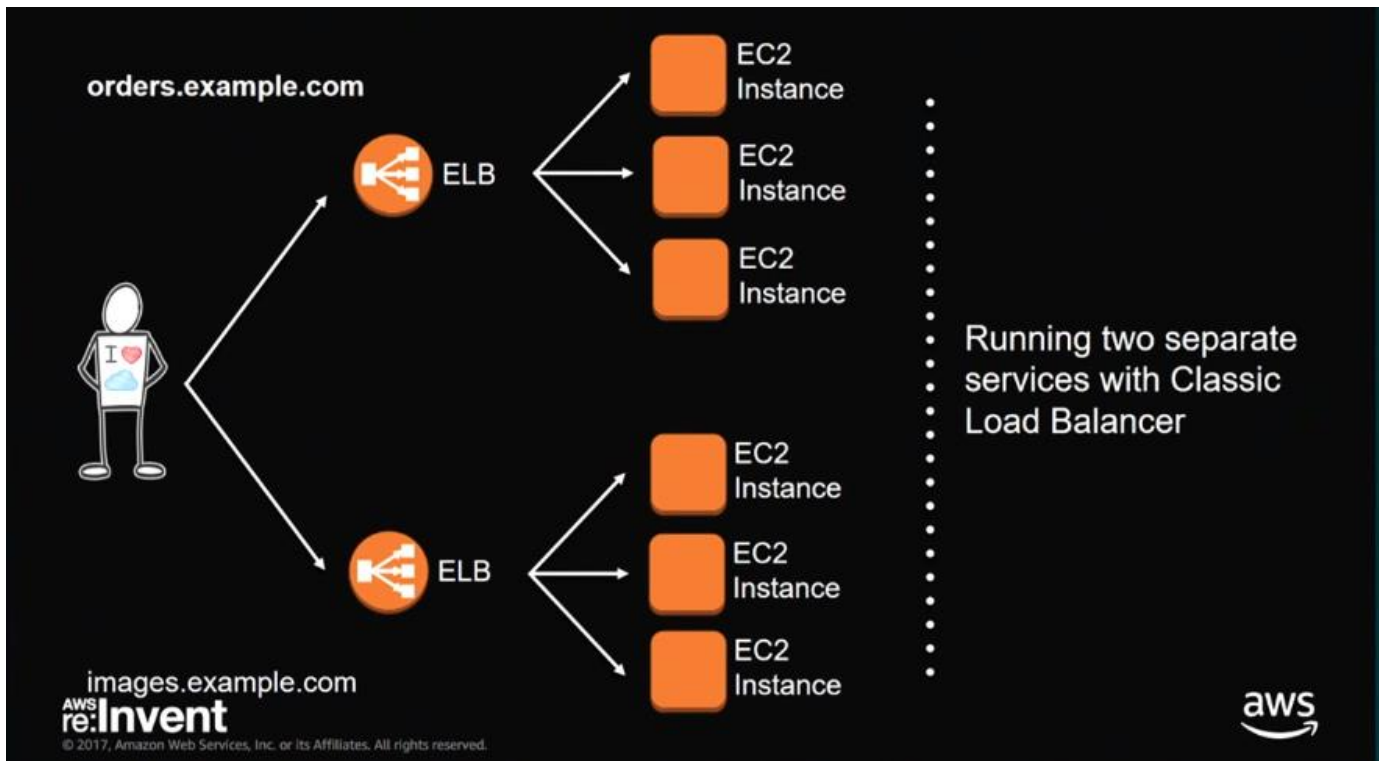 orders.example.com
ELB
EC2
Instance
EC2
Instance
EC2
Instance
I
Running two separate
services with Classic
Load Balancer
ELB
EC2
Instance
EC2
Instance
EC2
Instance
images.example.com
AWS
re:Invent
© 2017, Amazon Web Services, Inc. or its Affiliates. All rights reserved.
aws